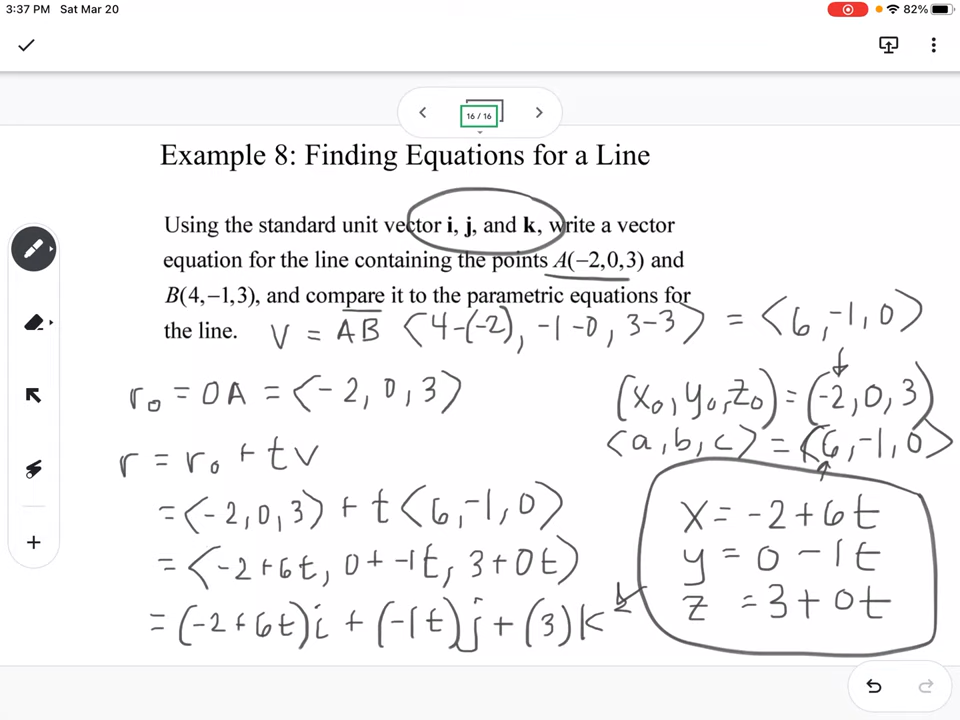 3:37 PM Sat Mar 20
82%
16 / 16
Example 8: Finding Equations for a Line
Using the standard unit vector i, j, and k, write a vector
equation for the line containing the points A(−2,0,3) and
B(4,−1,3), and compare it to the parametric equations for
the line.
V = AB ⟨4-(-2), -1-0, 3-3⟩ = ⟨6,-1,0⟩
r₀ = OA = ⟨-2,0,3⟩
(x₀,y₀,z₀) = (-2,0,3)
⟨a,b,c⟩ = ⟨6,-1,0⟩
r = r₀ + tv
= ⟨-2,0,3⟩ + t⟨6,-1,0⟩
= ⟨-2+6t, 0+-1t, 3+0t⟩
= (-2+6t)i + (-1t)j + (3)k
x = -2+6t
y = 0-1t
z = 3+0t